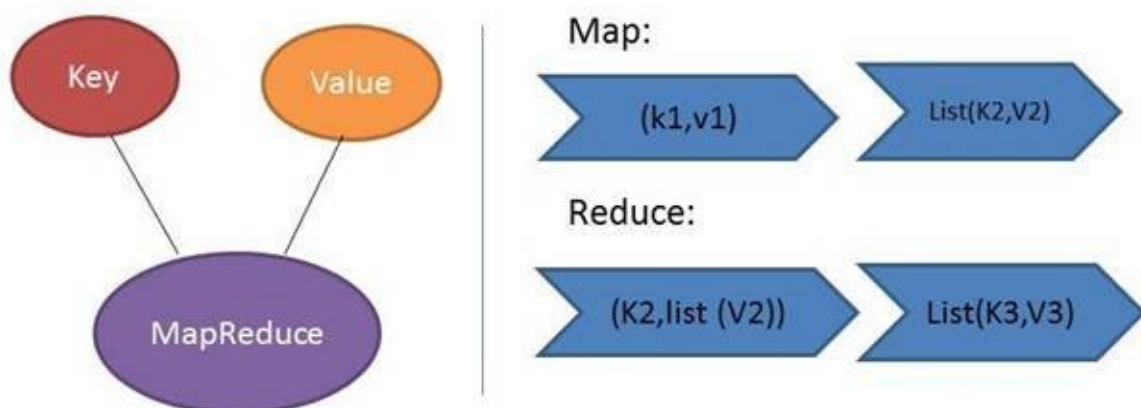 Key
Value
MapReduce
Map:
(k1,v1)
List(K2,V2)
Reduce:
(K2,list (V2))
List(K3,V3)